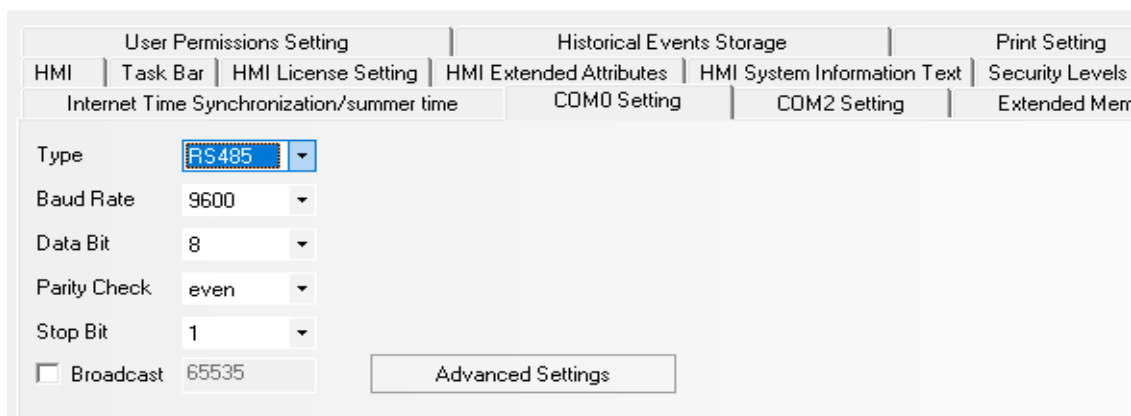 User Permissions Setting Historical Events Storage Print Setting
HMI Task Bar HMI License Setting HMI Extended Attributes HMI System Information Text Security Levels
Internet Time Synchronization/summer time COM0 Setting COM2 Setting Extended Mem
Type RS485
Baud Rate 9600
Data Bit 8
Parity Check even
Stop Bit 1
Broadcast 65535 Advanced Settings